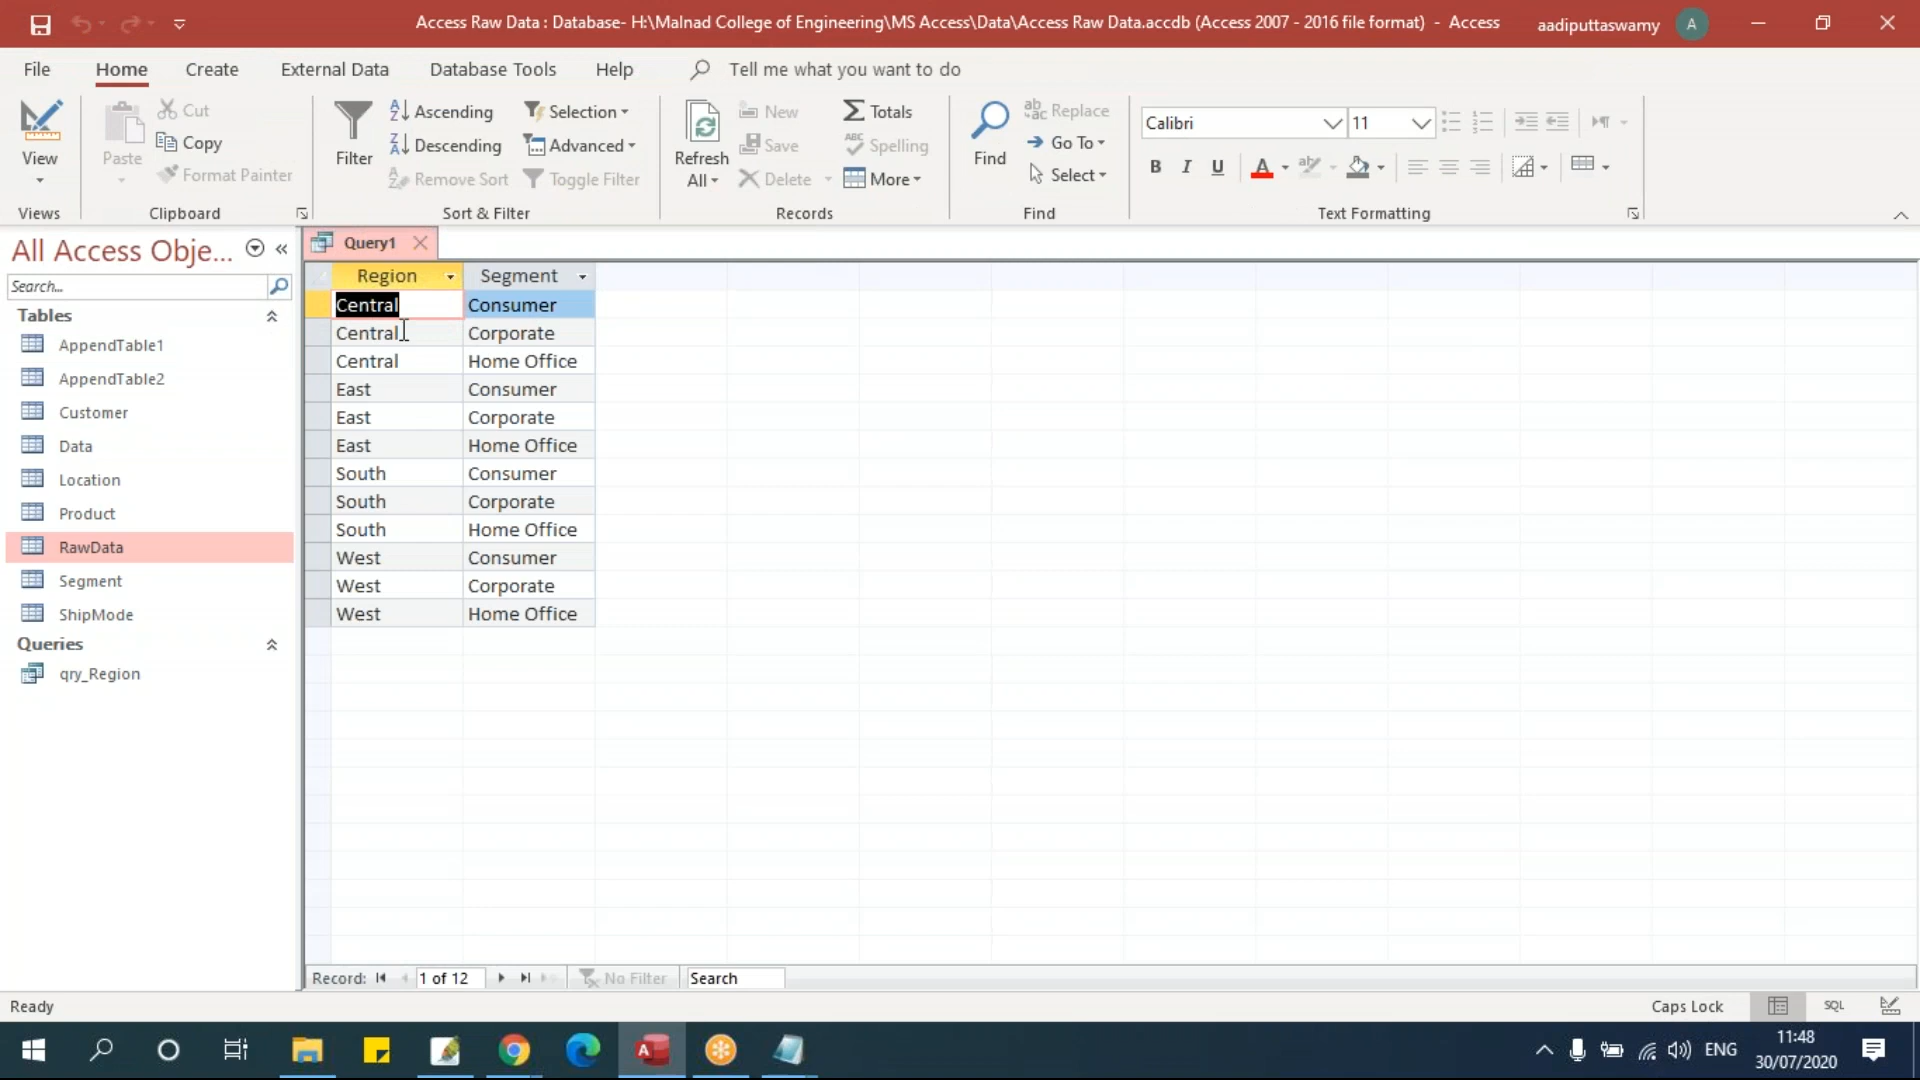 Access Raw Data : Database- H:\Malnad College of Engineering\MS Access\Data\Access Raw Data.accdb (Access 2007 - 2016 file format) - Access
aadiputtaswamy
A
File Home Create External Data Database Tools Help Tell me what you want to do
View
Views
Paste
Cut
Copy
Format Painter
Clipboard
Filter
Ascending
Descending
Remove Sort
Selection
Advanced
Toggle Filter
Sort & Filter
Refresh
All
New
Save
Delete
Totals
Spelling
More
Records
Find
Replace
Go To
Select
Find
Calibri 11
B I U A
Text Formatting
All Access Obje...
Search...
Tables
AppendTable1
AppendTable2
Customer
Data
Location
Product
RawData
Segment
ShipMode
Queries
qry_Region
Query1
Region Segment
Central Consumer
Central Corporate
Central Home Office
East Consumer
East Corporate
East Home Office
South Consumer
South Corporate
South Home Office
West Consumer
West Corporate
West Home Office
Record: 1 of 12 No Filter Search
Ready
Caps Lock SQL
ENG
11:48
30/07/2020